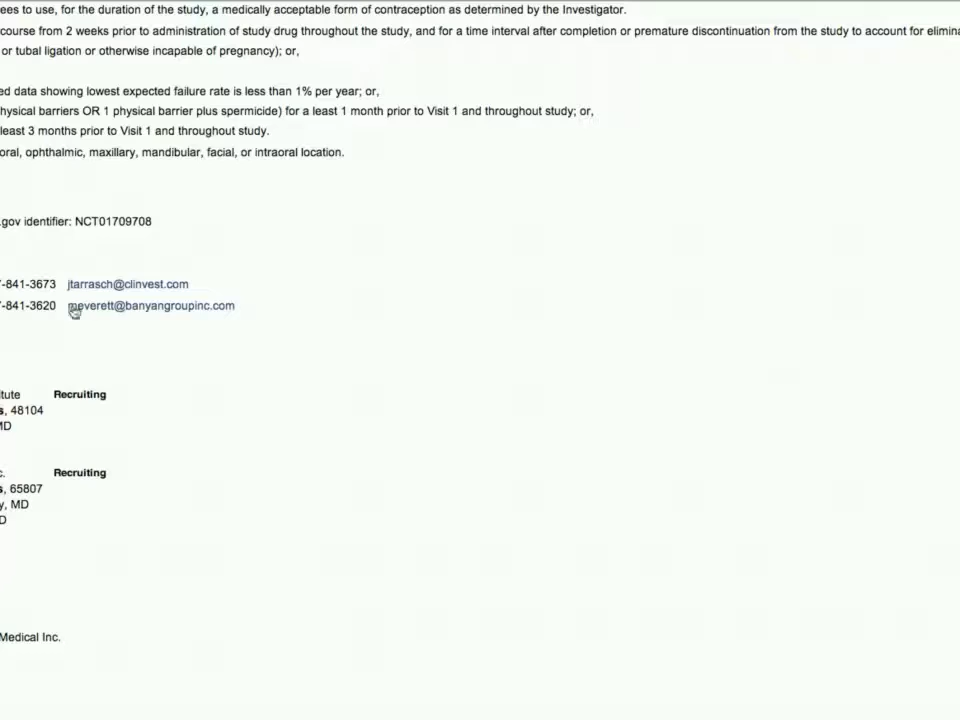 ees to use, for the duration of the study, a medically acceptable form of contraception as determined by the Investigator.
course from 2 weeks prior to administration of study drug throughout the study, and for a time interval after completion or premature discontinuation from the study to account for elimina
or tubal ligation or otherwise incapable of pregnancy); or,
ed data showing lowest expected failure rate is less than 1% per year; or,
hysical barriers OR 1 physical barrier plus spermicide) for a least 1 month prior to Visit 1 and throughout study; or,
least 3 months prior to Visit 1 and throughout study.
oral, ophthalmic, maxillary, mandibular, facial, or intraoral location.
.gov identifier: NCT01709708
7-841-3673 jtarrasch@clinvest.com
7-841-3620 meverett@banyangroupinc.com
tute Recruiting
s, 48104
MD
c. Recruiting
s, 65807
y, MD
D
Medical Inc.